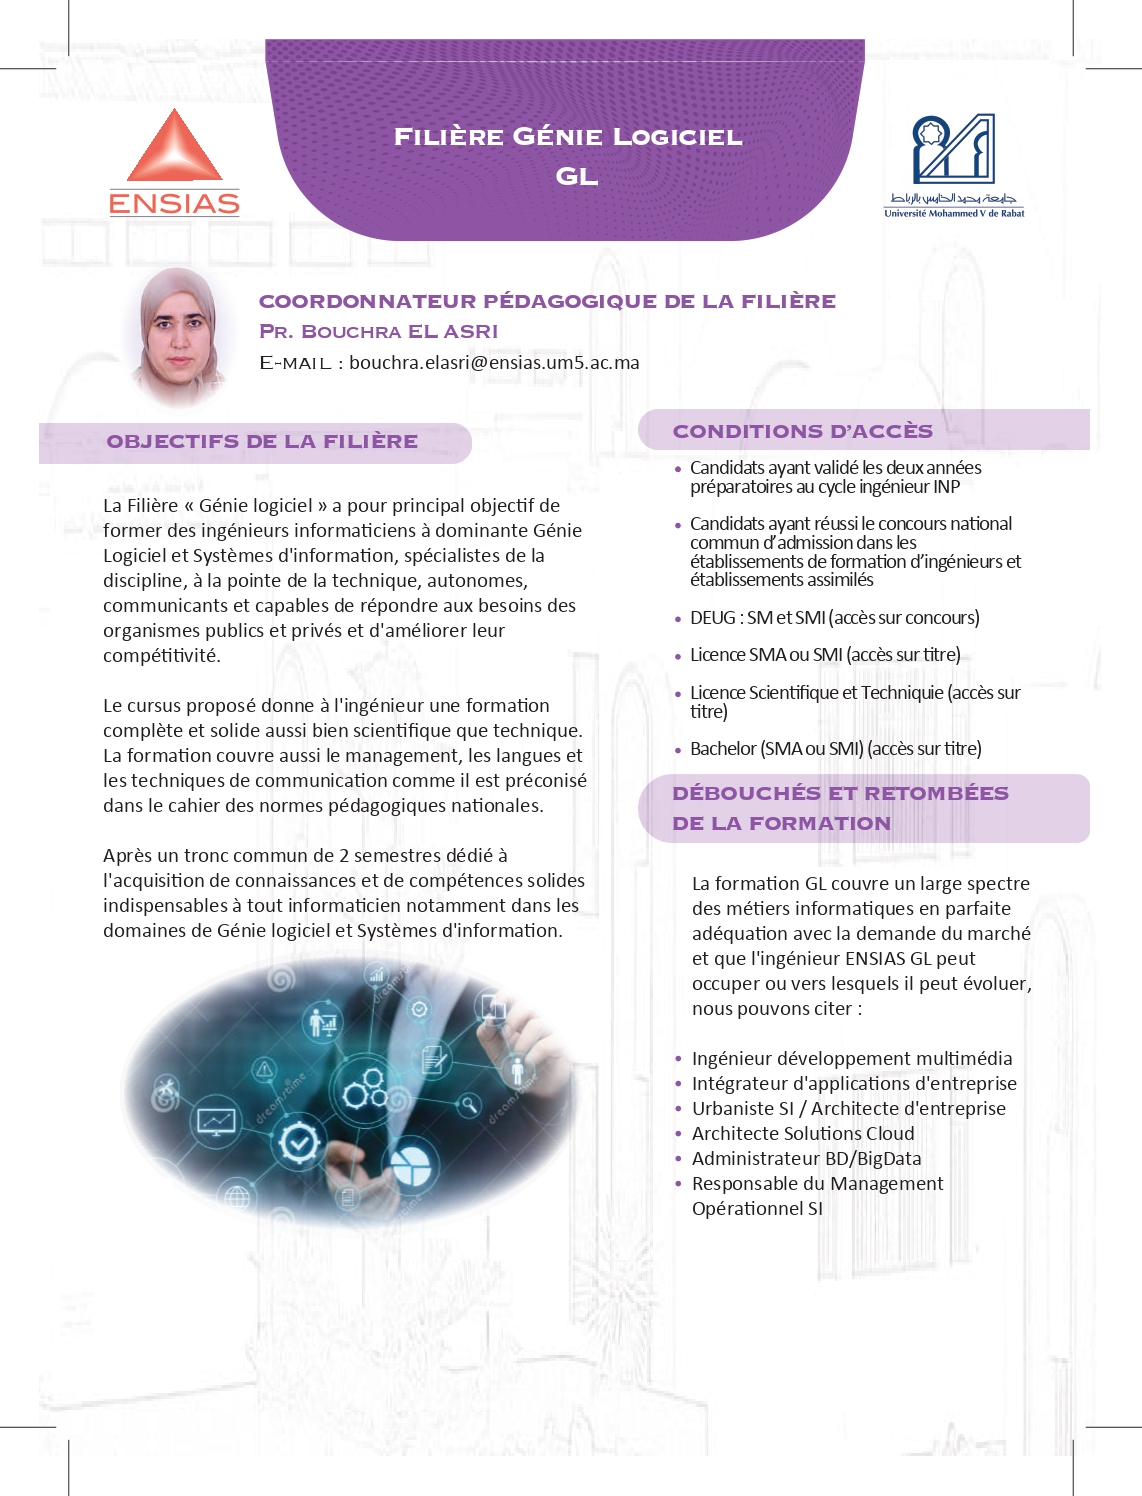 FILIÈRE GÉNIE LOGICIEL
GL
ENSIAS
جامعة محمد الخامس بالرباط
Université Mohammed V de Rabat
COORDONNATEUR PÉDAGOGIQUE DE LA FILIÈRE
PR. BOUCHRA EL ASRI
E-MAIL : bouchra.elasri@ensias.um5.ac.ma
OBJECTIFS DE LA FILIÈRE
La Filière « Génie logiciel » a pour principal objectif de
former des ingénieurs informaticiens à dominante Génie
Logiciel et Systèmes d'information, spécialistes de la
discipline, à la pointe de la technique, autonomes,
communicants et capables de répondre aux besoins des
organismes publics et privés et d'améliorer leur
compétitivité.
Le cursus proposé donne à l'ingénieur une formation
complète et solide aussi bien scientifique que technique.
La formation couvre aussi le management, les langues et
les techniques de communication comme il est préconisé
dans le cahier des normes pédagogiques nationales.
Après un tronc commun de 2 semestres dédié à
l'acquisition de connaissances et de compétences solides
indispensables à tout informaticien notamment dans les
domaines de Génie logiciel et Systèmes d'information.
dreamstime
dreamstime
dreamstime
dreamstime
CONDITIONS D'ACCÈS
• Candidats ayant validé les deux années
préparatoires au cycle ingénieur INP
• Candidats ayant réussi le concours national
commun d'admission dans les
établissements de formation d'ingénieurs et
établissements assimilés
• DEUG : SM et SMI (accès sur concours)
• Licence SMA ou SMI (accès sur titre)
• Licence Scientifique et Techniquie (accès sur
titre)
• Bachelor (SMA ou SMI) (accès sur titre)
DÉBOUCHÉS ET RETOMBÉES
DE LA FORMATION
La formation GL couvre un large spectre
des métiers informatiques en parfaite
adéquation avec la demande du marché
et que l'ingénieur ENSIAS GL peut
occuper ou vers lesquels il peut évoluer,
nous pouvons citer :
• Ingénieur développement multimédia
• Intégrateur d'applications d'entreprise
• Urbaniste SI / Architecte d'entreprise
• Architecte Solutions Cloud
• Administrateur BD/BigData
• Responsable du Management
Opérationnel SI